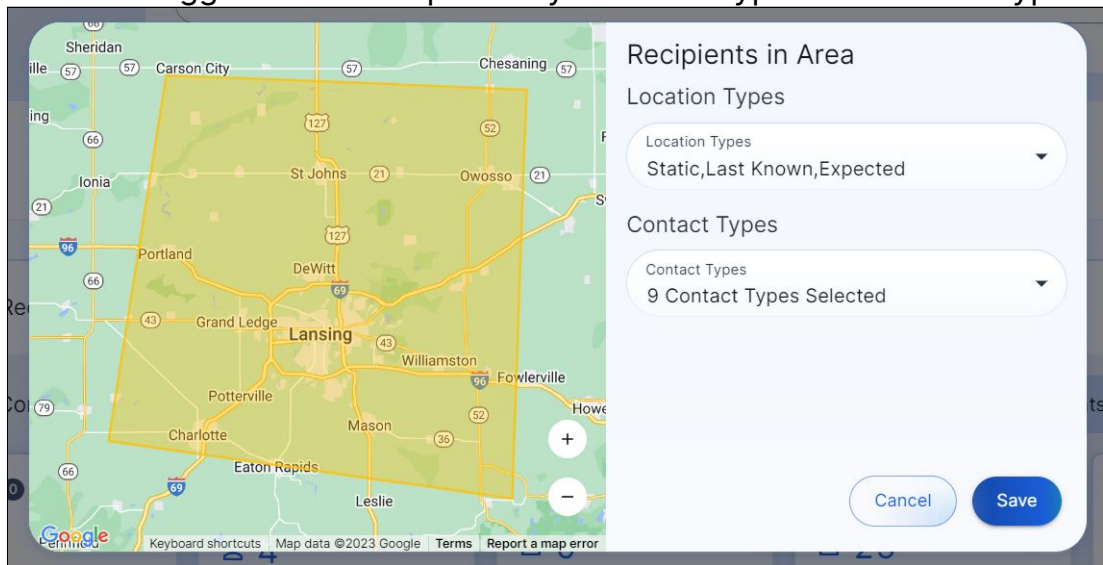 Sheridan
57
57
Carson City
57
Chesaning
57
127
52
66
Ionia
St Johns
21
Owosso
21
21
127
96
Portland
DeWitt
66
69
43
Grand Ledge
Lansing
43
Williamston
96
Fowlerville
Potterville
79
Howe
52
Charlotte
Mason
36
66
Eaton Rapids
69
Leslie
+
−
Google
Keyboard shortcuts
Map data ©2023 Google
Terms
Report a map error
Recipients in Area
Location Types
Location Types
Static,Last Known,Expected
Contact Types
Contact Types
9 Contact Types Selected
Cancel
Save